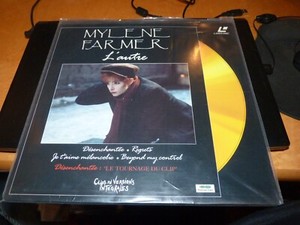 MYLENE
FARMER
L'autre
Désenchantée • Regrets
Je t'aime mélancolie • Beyond my control
Désenchantée : "LE TOURNAGE DU CLIP"
CLIPS EN VERSIONS
INTÉGRALES